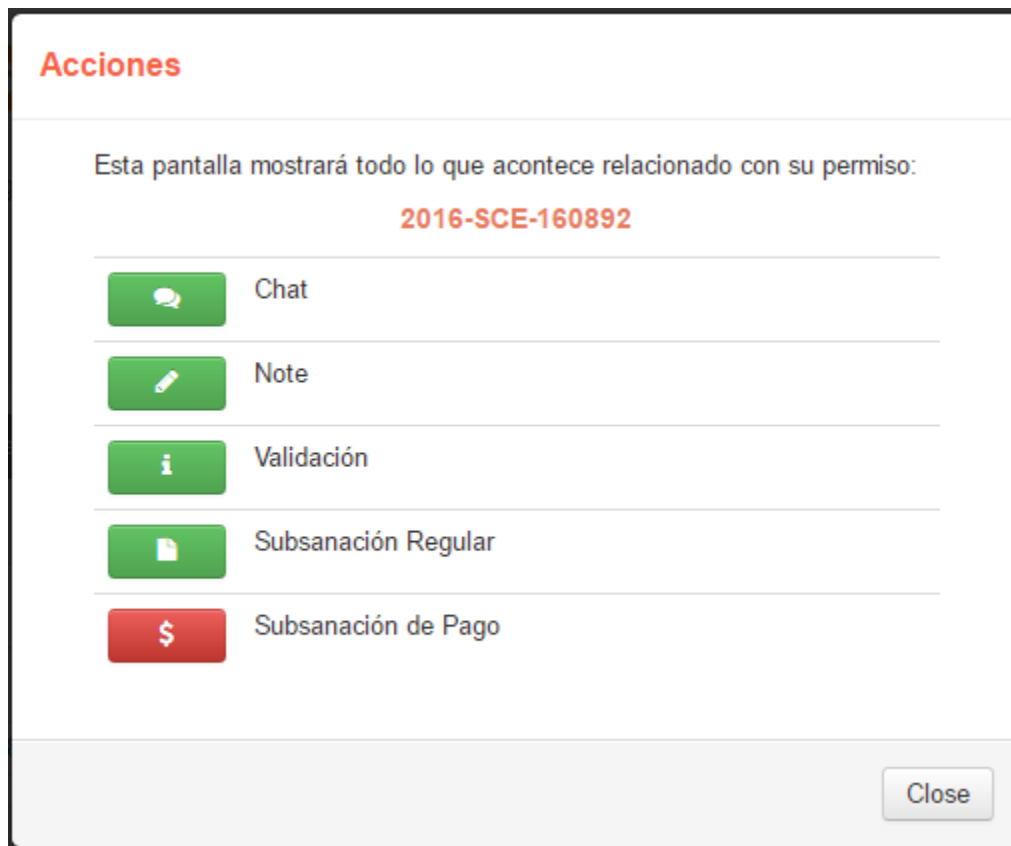 Acciones
Esta pantalla mostrará todo lo que acontece relacionado con su permiso:
2016-SCE-160892
Chat
Note
Validación
Subsanación Regular
$ Subsanación de Pago
Close